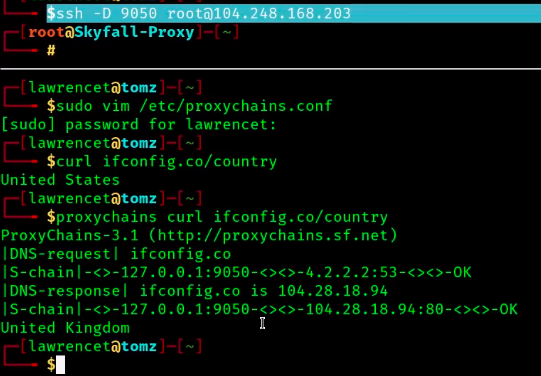 $ssh -D 9050 root@104.248.168.203
[root@Skyfall-Proxy]-[~]
#
[lawrencet@tomz]-[~]
$sudo vim /etc/proxychains.conf
[sudo] password for lawrencet:
[lawrencet@tomz]-[~]
$curl ifconfig.co/country
United States
[lawrencet@tomz]-[~]
$proxychains curl ifconfig.co/country
ProxyChains-3.1 (http://proxychains.sf.net)
|DNS-request| ifconfig.co
|S-chain|-<>-127.0.0.1:9050-<><>-4.2.2.2:53-<><>-OK
|DNS-response| ifconfig.co is 104.28.18.94
|S-chain|-<>-127.0.0.1:9050-<><>-104.28.18.94:80-<><>-OK
United Kingdom
[lawrencet@tomz]-[~]
$